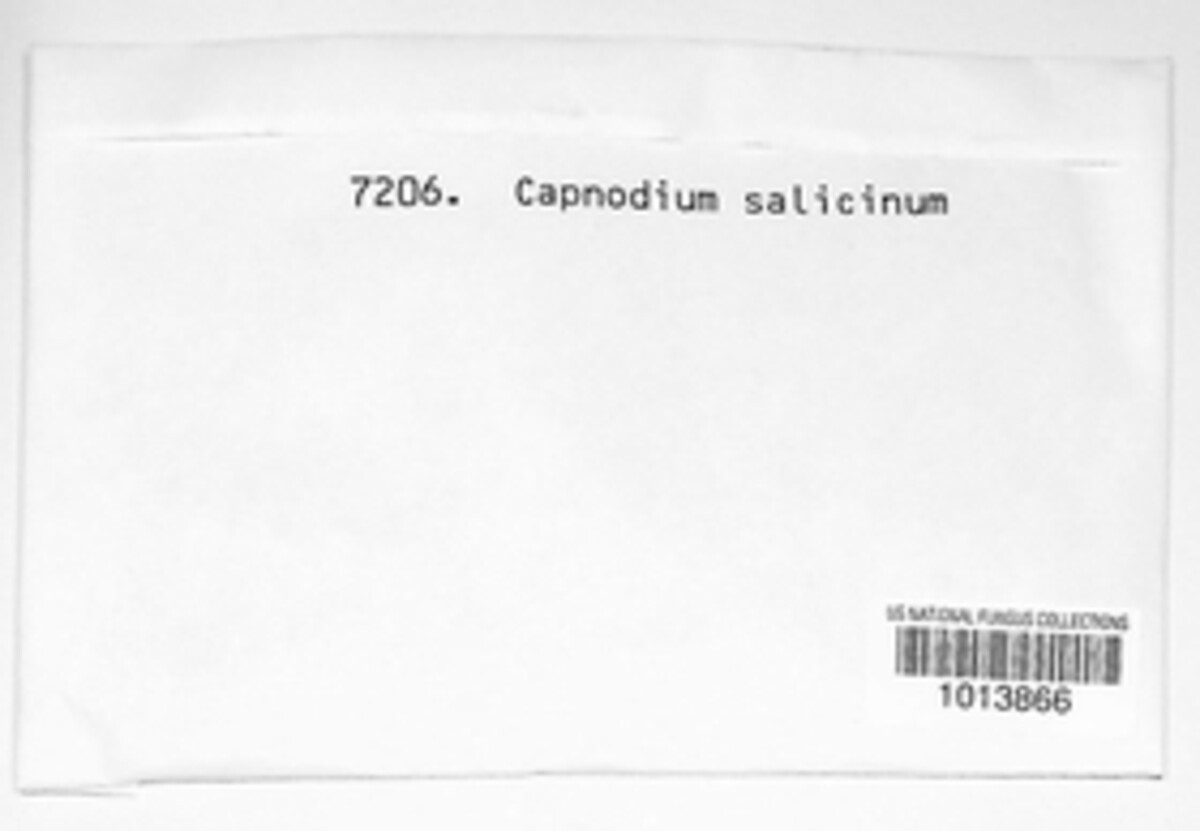 7206. Capnodium salicinum
US NATIONAL FUNGUS COLLECTIONS
1013866